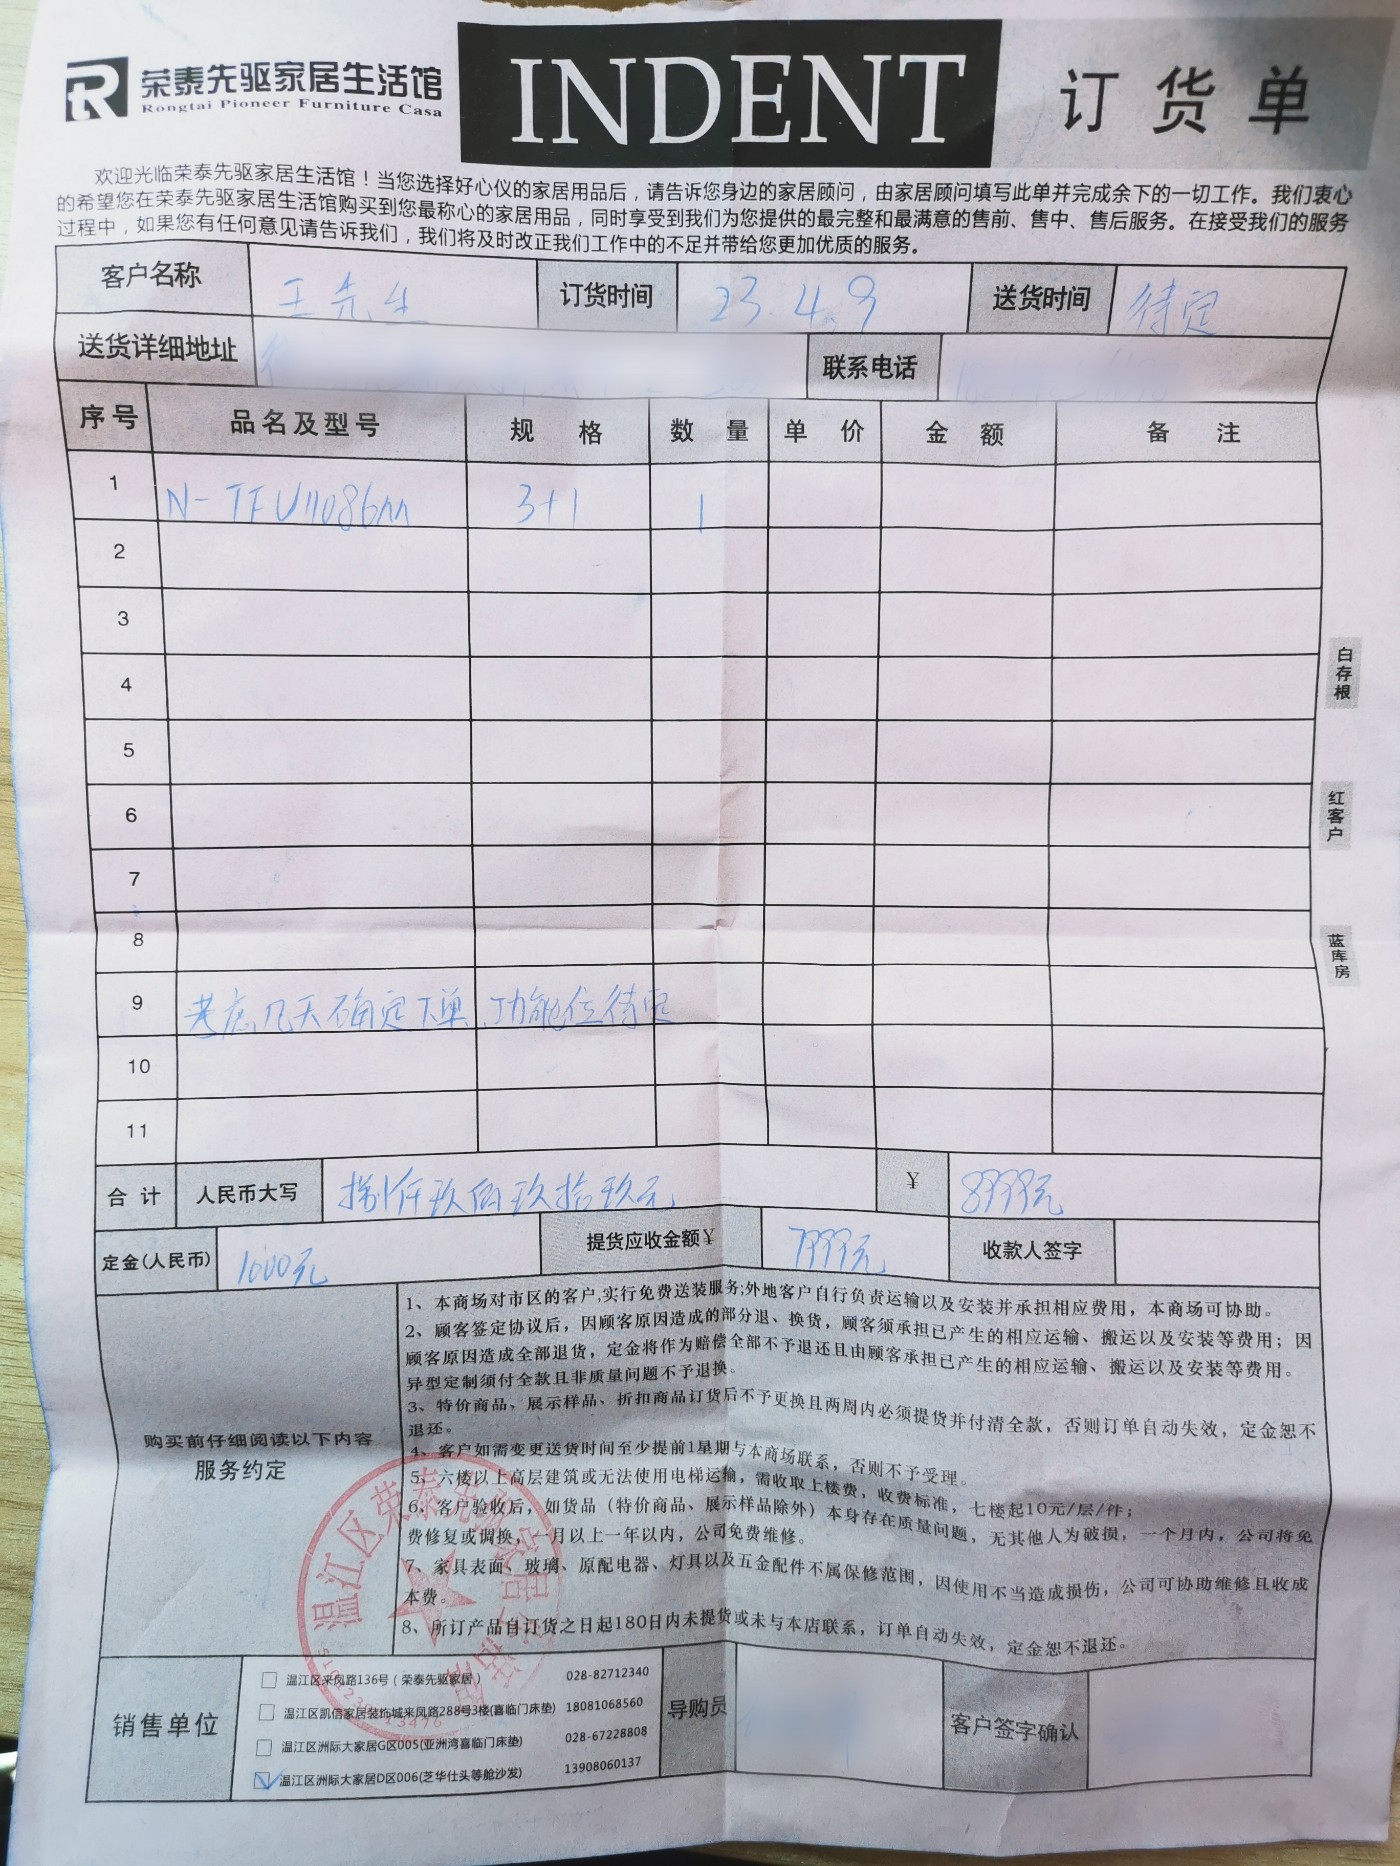 荣泰先驱家居生活馆
Rongtai Pioneer Furniture Casa
INDENT
订货单
欢迎光临荣泰先驱家居生活馆！当您选择好心仪的家居用品后，请告诉您身边的家居顾问，由家居顾问填写此单并完成余下的一切工作。我们衷心
的希望您在荣泰先驱家居生活馆购买到您最称心的家居用品，同时享受到我们为您提供的最完整和最满意的售前、售中、售后服务。在接受我们的服务
过程中，如果您有任何意见请告诉我们，我们将及时改正我们工作中的不足并带给您更加优质的服务。
客户名称 王先生 订货时间 23.4.9 送货时间 待定
送货详细地址 联系电话
序号 品名及型号 规格 数量 单价 金额 备注
1 3+1 1
2
3
4
5
6
7
8
9 考虑几天确定下单，功能位待定
10
11
白存根
红客户
蓝库房
合计 人民币大写 捌仟玖佰玖拾玖元 ￥ 8999元
定金(人民币) 1000元 提货应收金额￥ 7999元 收款人签字
购买前仔细阅读以下内容
服务约定
1、本商场对市区的客户,实行免费送装服务;外地客户自行负责运输以及安装并承担相应费用，本商场可协助。
2、顾客签定协议后，因顾客原因造成的部分退、换货，顾客须承担已产生的相应运输、搬运以及安装等费用；因
顾客原因造成全部退货，定金将作为赔偿全部不予退还且由顾客承担已产生的相应运输、搬运以及安装等费用。
异型定制须付全款且非质量问题不予退换。
3、特价商品、展示样品、折扣商品订货后不予更换且两周内必须提货并付清全款，否则订单自动失效，定金恕不
退还。
4、客户如需变更送货时间至少提前1星期与本商场联系，否则不予受理。
5、六楼以上高层建筑或无法使用电梯运输，需收取上楼费，收费标准，七楼起10元/层/件；
6、客户验收后，如货品（特价商品、展示样品除外）本身存在质量问题，无其他人为破损，一个月内，公司将免
费修复或调换，一月以上一年以内，公司免费维修。
7、家具表面、玻璃、原配电器、灯具以及五金配件不属保修范围，因使用不当造成损伤，公司可协助维修且收成
本费。
8、所订产品自订货之日起180日内未提货或未与本店联系，订单自动失效，定金恕不退还。
温江区荣泰先驱家居生活馆
销售单位
温江区来凤路136号（荣泰先驱家居） 028-82712340
温江区凯信家居装饰城来凤路288号3楼(喜临门床垫) 18081068560
温江区洲际大家居G区005(亚洲湾喜临门床垫) 028-67228808
温江区洲际大家居D区006(芝华仕头等舱沙发) 13908060137
导购员
客户签字确认